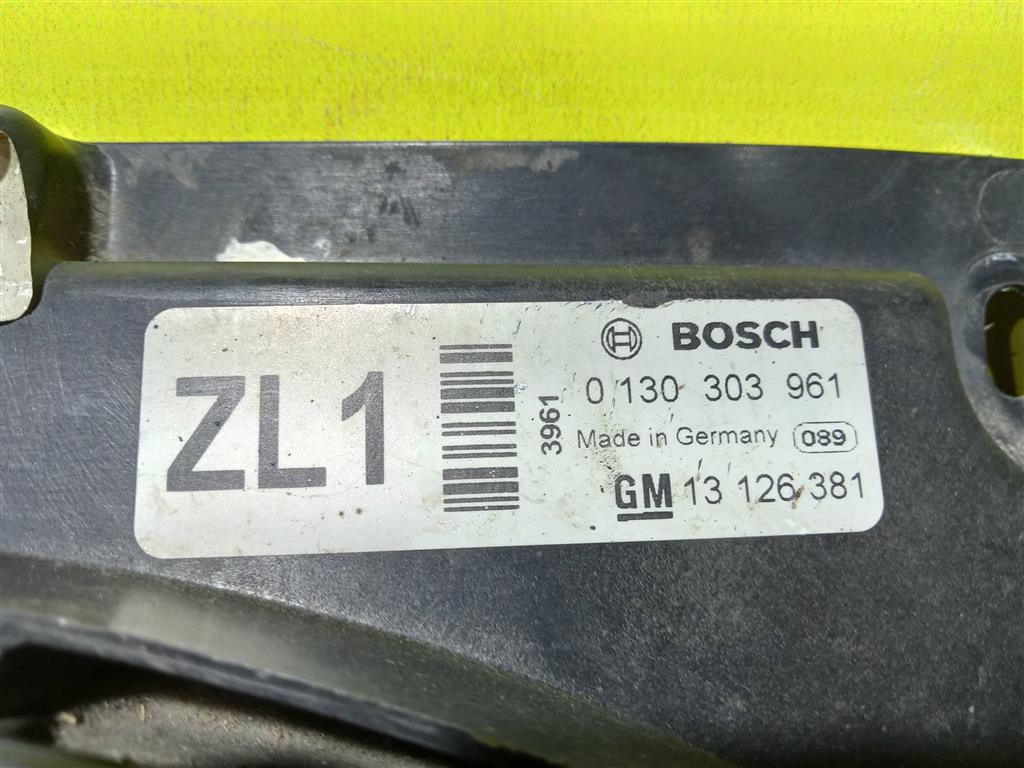 ZL1
3961
BOSCH
0 130 303 961
Made in Germany 089
GM 13 126 381